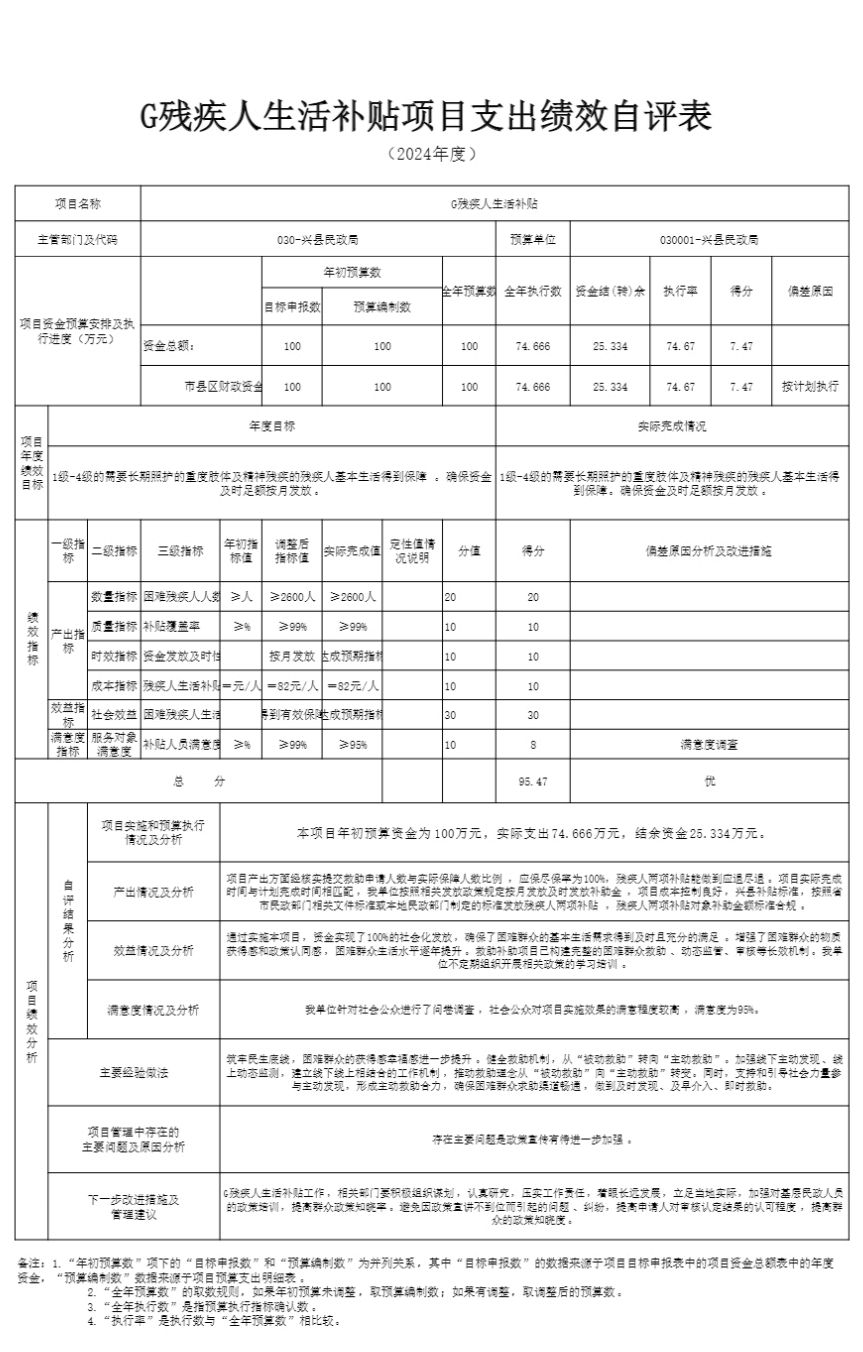 G残疾人生活补贴项目支出绩效自评表
（2024年度）
项目名称 G残疾人生活补贴
主管部门及代码 030-兴县民政局 预算单位 030001-兴县民政局
项目资金预算安排及执行进度（万元） 年初预算数 全年预算数 全年执行数 资金结(转)余 执行率 得分 偏差原因
目标申报数 预算编制数
资金总额： 100 100 100 74.666 25.334 74.67 7.47
市县区财政资金 100 100 100 74.666 25.334 74.67 7.47 按计划执行
项目年度绩效目标 年度目标 实际完成情况
1级-4级的需要长期照护的重度肢体及精神残疾的残疾人基本生活得到保障 。确保资金及时足额按月发放。 1级-4级的需要长期照护的重度肢体及精神残疾的残疾人基本生活得到保障。确保资金及时足额按月发放 。
绩效指标 一级指标 二级指标 三级指标 年初指标值 调整后指标值 实际完成值 定性值情况说明 分值 得分 偏差原因分析及改进措施
产出指标 数量指标 困难残疾人人数 ≥人 ≥2600人 ≥2600人 20 20
质量指标 补贴覆盖率 ≥% ≥99% ≥99% 10 10
时效指标 资金发放及时性 按月发放 达成预期指标 10 10
成本指标 残疾人生活补贴 =元/人 =82元/人 =82元/人 10 10
效益指标 社会效益 困难残疾人生活 得到有效保障 达成预期指标 30 30
满意度指标 服务对象满意度 补贴人员满意度 ≥% ≥99% ≥95% 10 8 满意度调查
总 分 95.47 优
项目绩效分析 自评结果分析 项目实施和预算执行情况及分析 本项目年初预算资金为100万元，实际支出74.666万元，结余资金25.334万元。
产出情况及分析
项目产出方面经核实提交救助申请人数与实际保障人数比例 ，应保尽保率为100%，残疾人两项补贴能做到应退尽退 。项目实际完成
时间与计划完成时间相匹配 ，我单位按照相关发放政策规定按月发放及时发放补助金 ，项目成本控制良好，兴县补贴标准，按照省
市民政部门相关文件标准或本地民政部门制定的标准发放残疾人两项补贴 ，残疾人两项补贴对象补助金额标准合规 。
效益情况及分析
通过实施本项目，资金实现了100%的社会化发放，确保了困难群众的基本生活需求得到及时且充分的满足 。增强了困难群众的物质
获得感和政策认同感，困难群众生活水平逐年提升 。救助补助项目已构建完整的困难群众救助 、动态监管、审核等长效机制。我单
位不定期组织开展相关政策的学习培训 。
满意度情况及分析 我单位针对社会公众进行了问卷调查 ，社会公众对项目实施效果的满意程度较高 ，满意度为95%。
主要经验做法
筑牢民生底线，困难群众的获得感幸福感进一步提升 。健全救助机制，从“被动救助”转向“主动救助”。加强线下主动发现 、线
上动态监测，建立线下线上相结合的工作机制 ，推动救助理念从“被动救助”向“主动救助”转变。同时，支持和引导社会力量参
与主动发现，形成主动救助合力，确保困难群众求助渠道畅通 ，做到及时发现、及早介入、即时救助。
项目管理中存在的主要问题及原因分析 存在主要问题是政策宣传有待进一步加强 。
下一步改进措施及管理建议
G残疾人生活补贴工作，相关部门要积极组织谋划，认真研究，压实工作责任，着眼长远发展，立足当地实际，加强对基层民政人员
的政策培训，提高群众政策知晓率。避免因政策宣讲不到位而引起的问题 、纠纷，提高申请人对审核认定结果的认可程度 ，提高群
众的政策知晓度。
备注：1.“年初预算数”项下的“目标申报数”和“预算编制数”为并列关系，其中“目标申报数”的数据来源于项目目标申报表中的项目资金总额表中的年度
资金，“预算编制数”数据来源于项目预算支出明细表 。
2.“全年预算数”的取数规则，如果年初预算未调整，取预算编制数；如果有调整，取调整后的预算数。
3.“全年执行数”是指预算执行指标确认数。
4.“执行率”是执行数与“全年预算数”相比较。